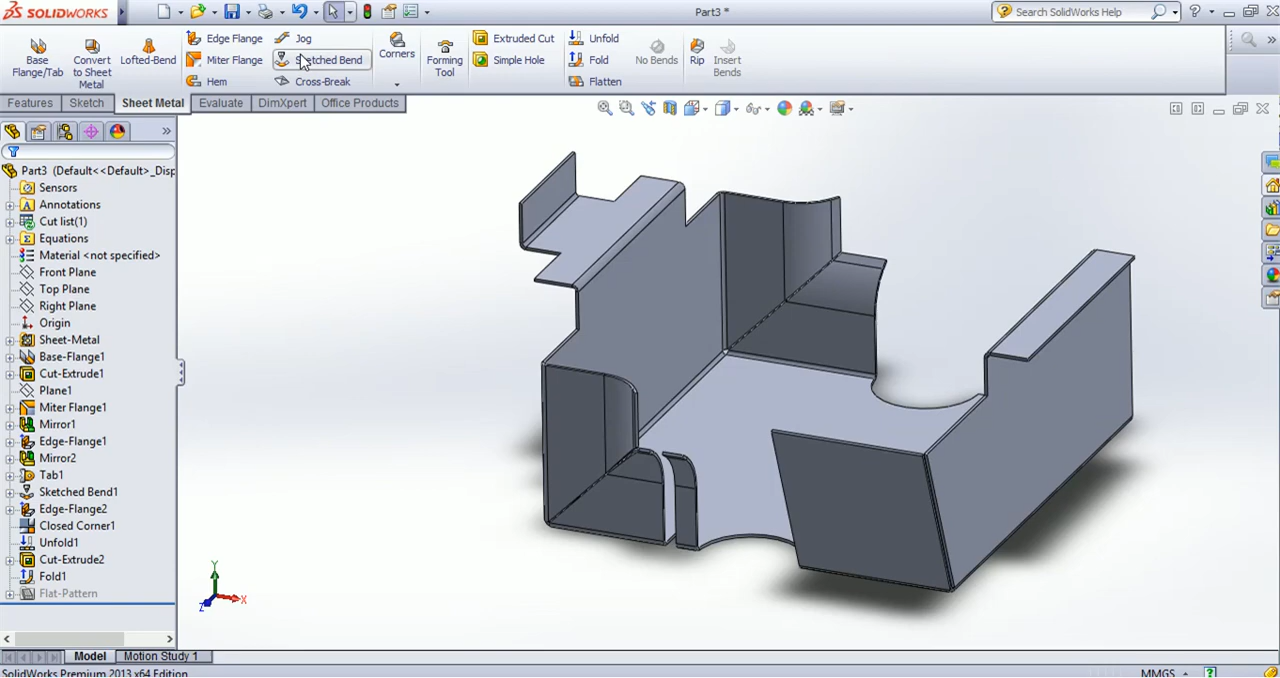 SOLIDWORKS
Part3 *
Search SolidWorks Help
Base Flange/Tab
Convert to Sheet Metal
Lofted-Bend
Edge Flange
Miter Flange
Hem
Jog
Sketched Bend
Cross-Break
Corners
Forming Tool
Extruded Cut
Simple Hole
Unfold
Fold
Flatten
No Bends
Rip
Insert Bends
Features
Sketch
Sheet Metal
Evaluate
DimXpert
Office Products
Part3 (Default<<Default>_Disp
Sensors
Annotations
Cut list(1)
Equations
Material <not specified>
Front Plane
Top Plane
Right Plane
Origin
Sheet-Metal
Base-Flange1
Cut-Extrude1
Plane1
Miter Flange1
Mirror1
Edge-Flange1
Mirror2
Tab1
Sketched Bend1
Edge-Flange2
Closed Corner1
Unfold1
Cut-Extrude2
Fold1
Flat-Pattern
Y
X
Z
Model
Motion Study 1
SolidWorks Premium 2013 x64 Edition
MMGS